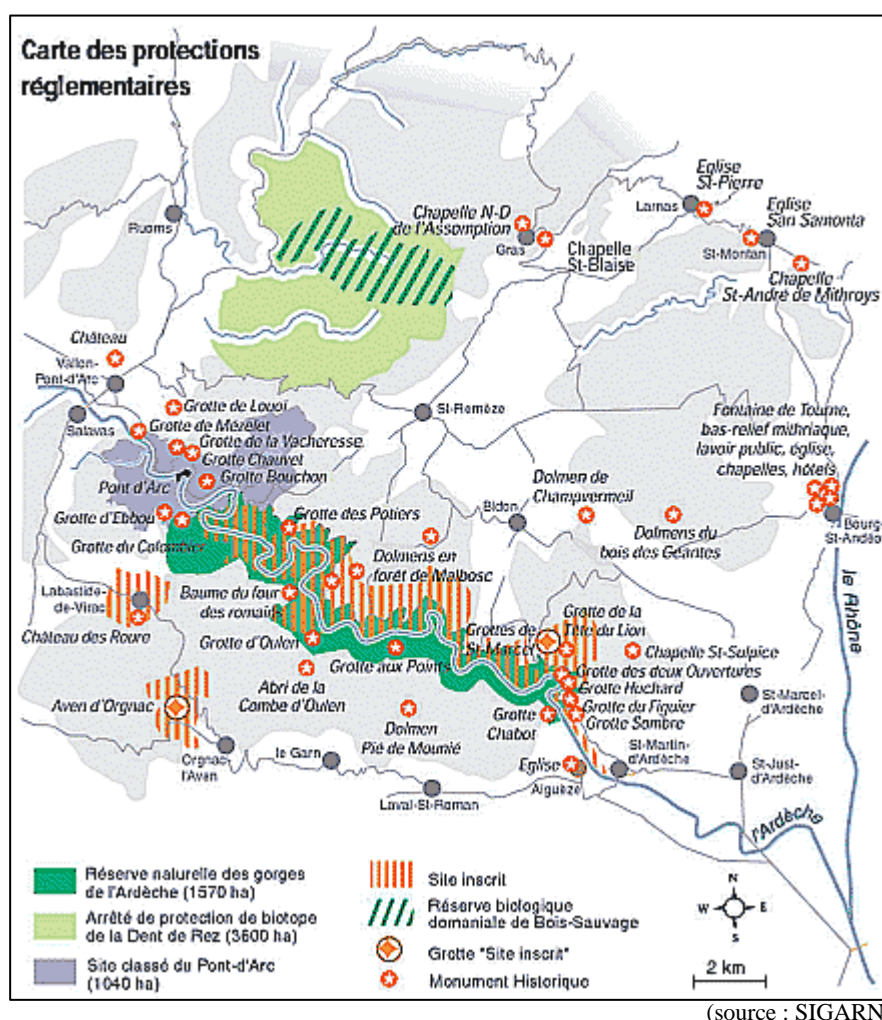 Carte des protections
réglementaires
Eglise
St-Pierre
Larnas
Eglise
San Samonta
Chapelle N-D
de l'Assomption
Ruoms
Gras
Chapelle
St-Blaise
St-Montan
Chapelle
St-André de Mithroys
Château
Vallon-
Pont-d'Arc
Salavas
St-Remèze
Grotte de Louoi
Grotte de Mézelet
Grotte de la Vacheresse
Grotte Chauvet
Grotte Bouchon
Pont d'Arc
Fontaine de Tourne,
bas-relief mithriaque,
lavoir public, église,
chapelles, hôtels
Dolmen de
Champvermeil
Bidon
Bourg-
St-Andéol
Grotte d'Ebbou
Grotte des Potiers
Grotte du Colombier
Dolmens en
forêt de Malbosc
Dolmens du
bois des Géantes
le Rhône
Labastide-
de-Virac
Baume du four
des romains
Château des Roure
Grotte d'Oulen
Grotte aux Points
Grottes de
St-Marcel
Grotte de la
Tête du Lion
Chapelle St-Sulpice
Grotte des deux Ouvertures
Grotte Huchard
Grotte du Figuier
Grotte Sombre
Abri de la
Combe d'Oulen
Aven d'Orgnac
Dolmen
Pié de Mounié
Grotte
Chabot
St-Marcel-
d'Ardèche
Orgnac
l'Aven
le Garn
Eglise
Aiguèze
St-Martin-
d'Ardèche
St-Just-
d'Ardèche
Laval-St-Roman
l'Ardèche
Réserve naturelle des gorges
de l'Ardèche (1570 ha)
Arrêté de protection de biotope
de la Dent de Rez (3600 ha)
Site classé du Pont-d'Arc
(1040 ha)
Site inscrit
Réserve biologique
domaniale de Bois-Sauvage
Grotte "Site inscrit"
Monument Historique
N
W
E
S
2 km
(source : SIGARN